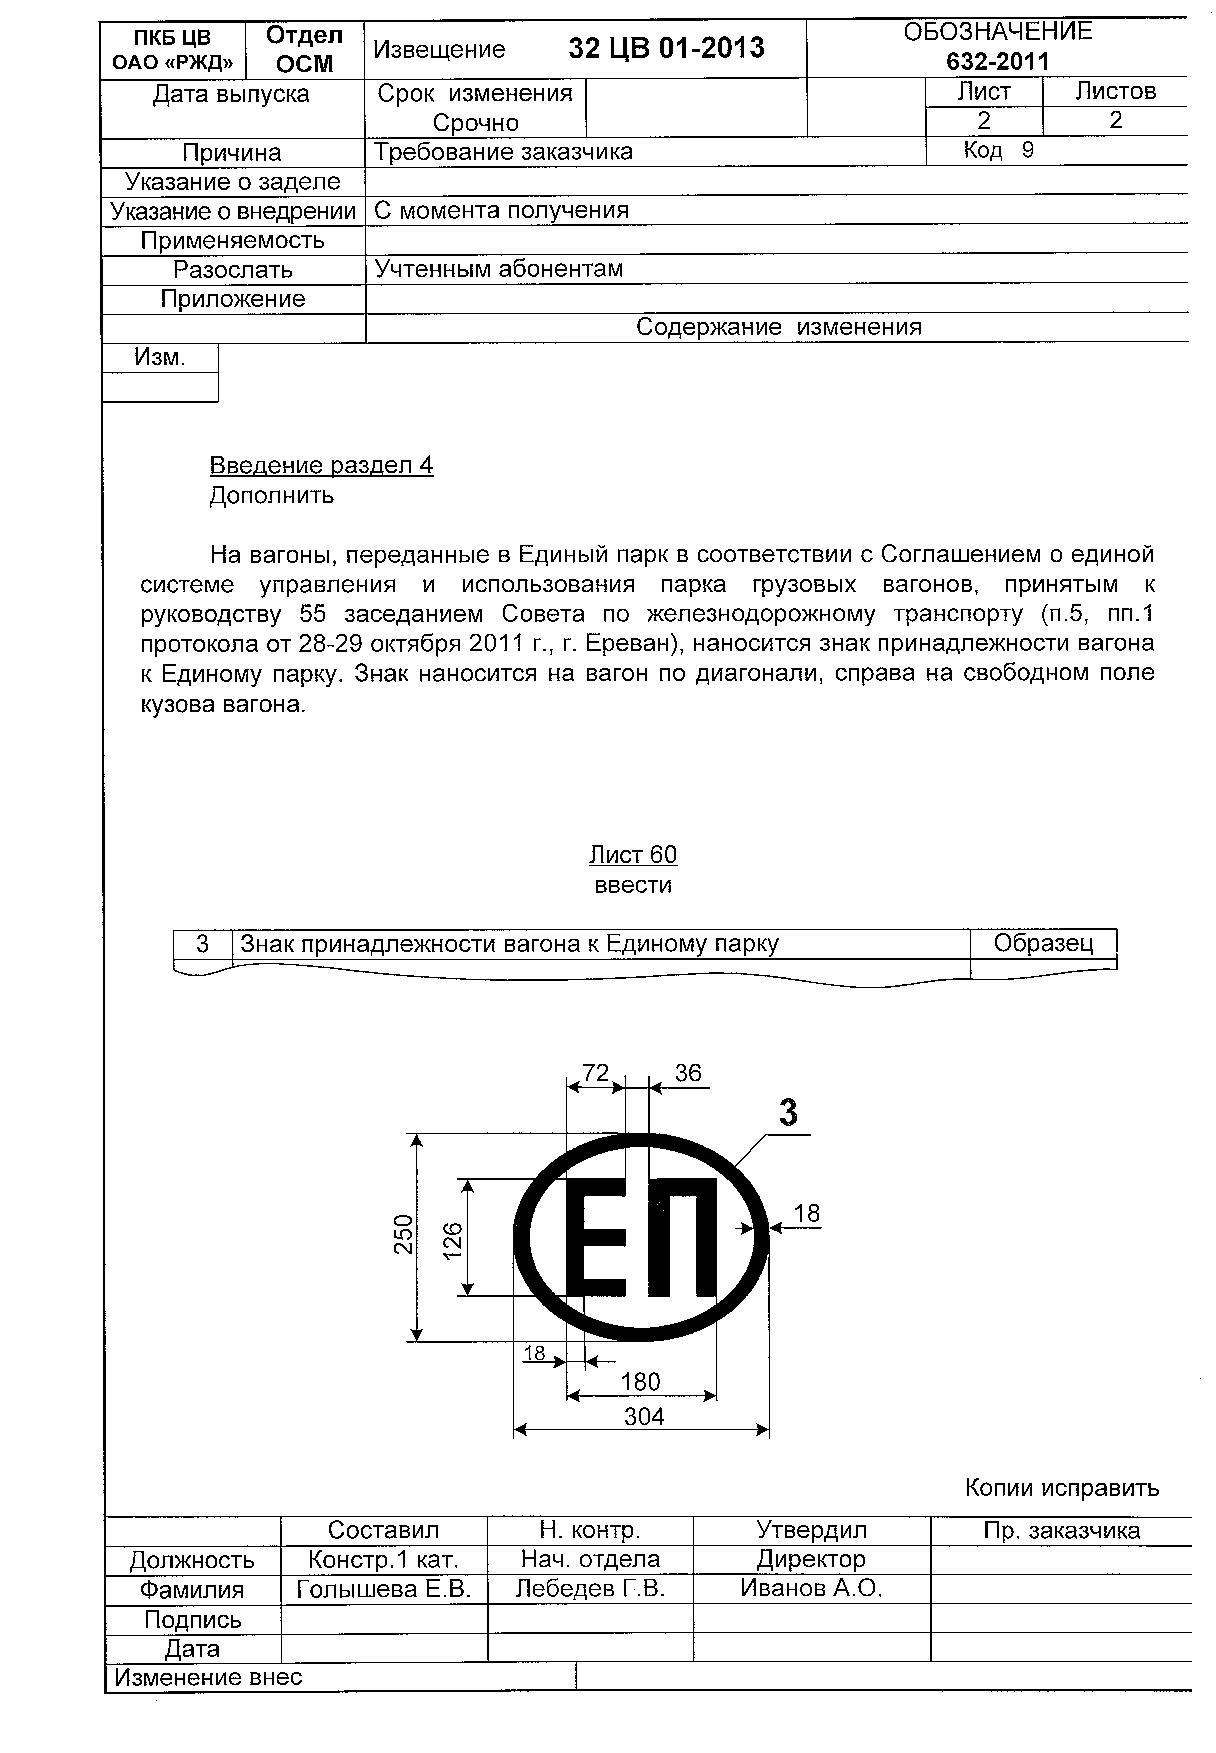 ПКБ ЦВ
ОАО «РЖД»
Отдел
ОСМ
Извещение 32 ЦВ 01-2013
ОБОЗНАЧЕНИЕ
632-2011
Дата выпуска
Срок изменения
Срочно
Лист
Листов
2
2
Причина
Требование заказчика
Код 9
Указание о заделе
Указание о внедрении
С момента получения
Применяемость
Разослать
Учтенным абонентам
Приложение
Содержание изменения
Изм.
Введение раздел 4
Дополнить
На вагоны, переданные в Единый парк в соответствии с Соглашением о единой
системе управления и использования парка грузовых вагонов, принятым к
руководству 55 заседанием Совета по железнодорожному транспорту (п.5, пп.1
протокола от 28-29 октября 2011 г., г. Ереван), наносится знак принадлежности вагона
к Единому парку. Знак наносится на вагон по диагонали, справа на свободном поле
кузова вагона.
Лист 60
ввести
3 Знак принадлежности вагона к Единому парку Образец
72
36
3
250
126
ЕП
18
18
180
304
Копии исправить
Составил Н. контр. Утвердил Пр. заказчика
Должность Констр.1 кат. Нач. отдела Директор
Фамилия Голышева Е.В. Лебедев Г.В. Иванов А.О.
Подпись
Дата
Изменение внес